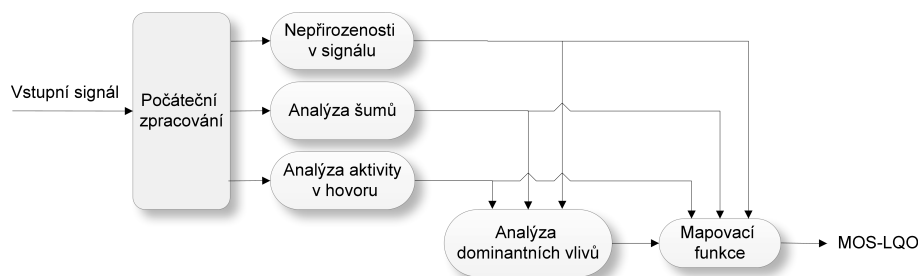 Vstupní signál
Počáteční
zpracování
Nepřirozenosti
v signálu
Analýza šumů
Analýza aktivity
v hovoru
Analýza
dominantních vlivů
Mapovací
funkce
MOS-LQO